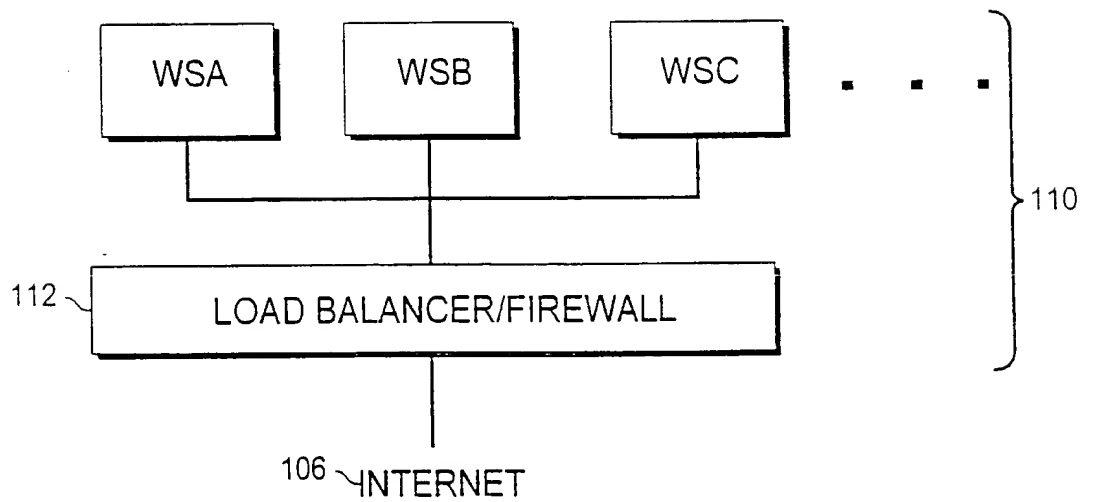 WSA
WSB
WSC
110
112
LOAD BALANCER/FIREWALL
106
INTERNET